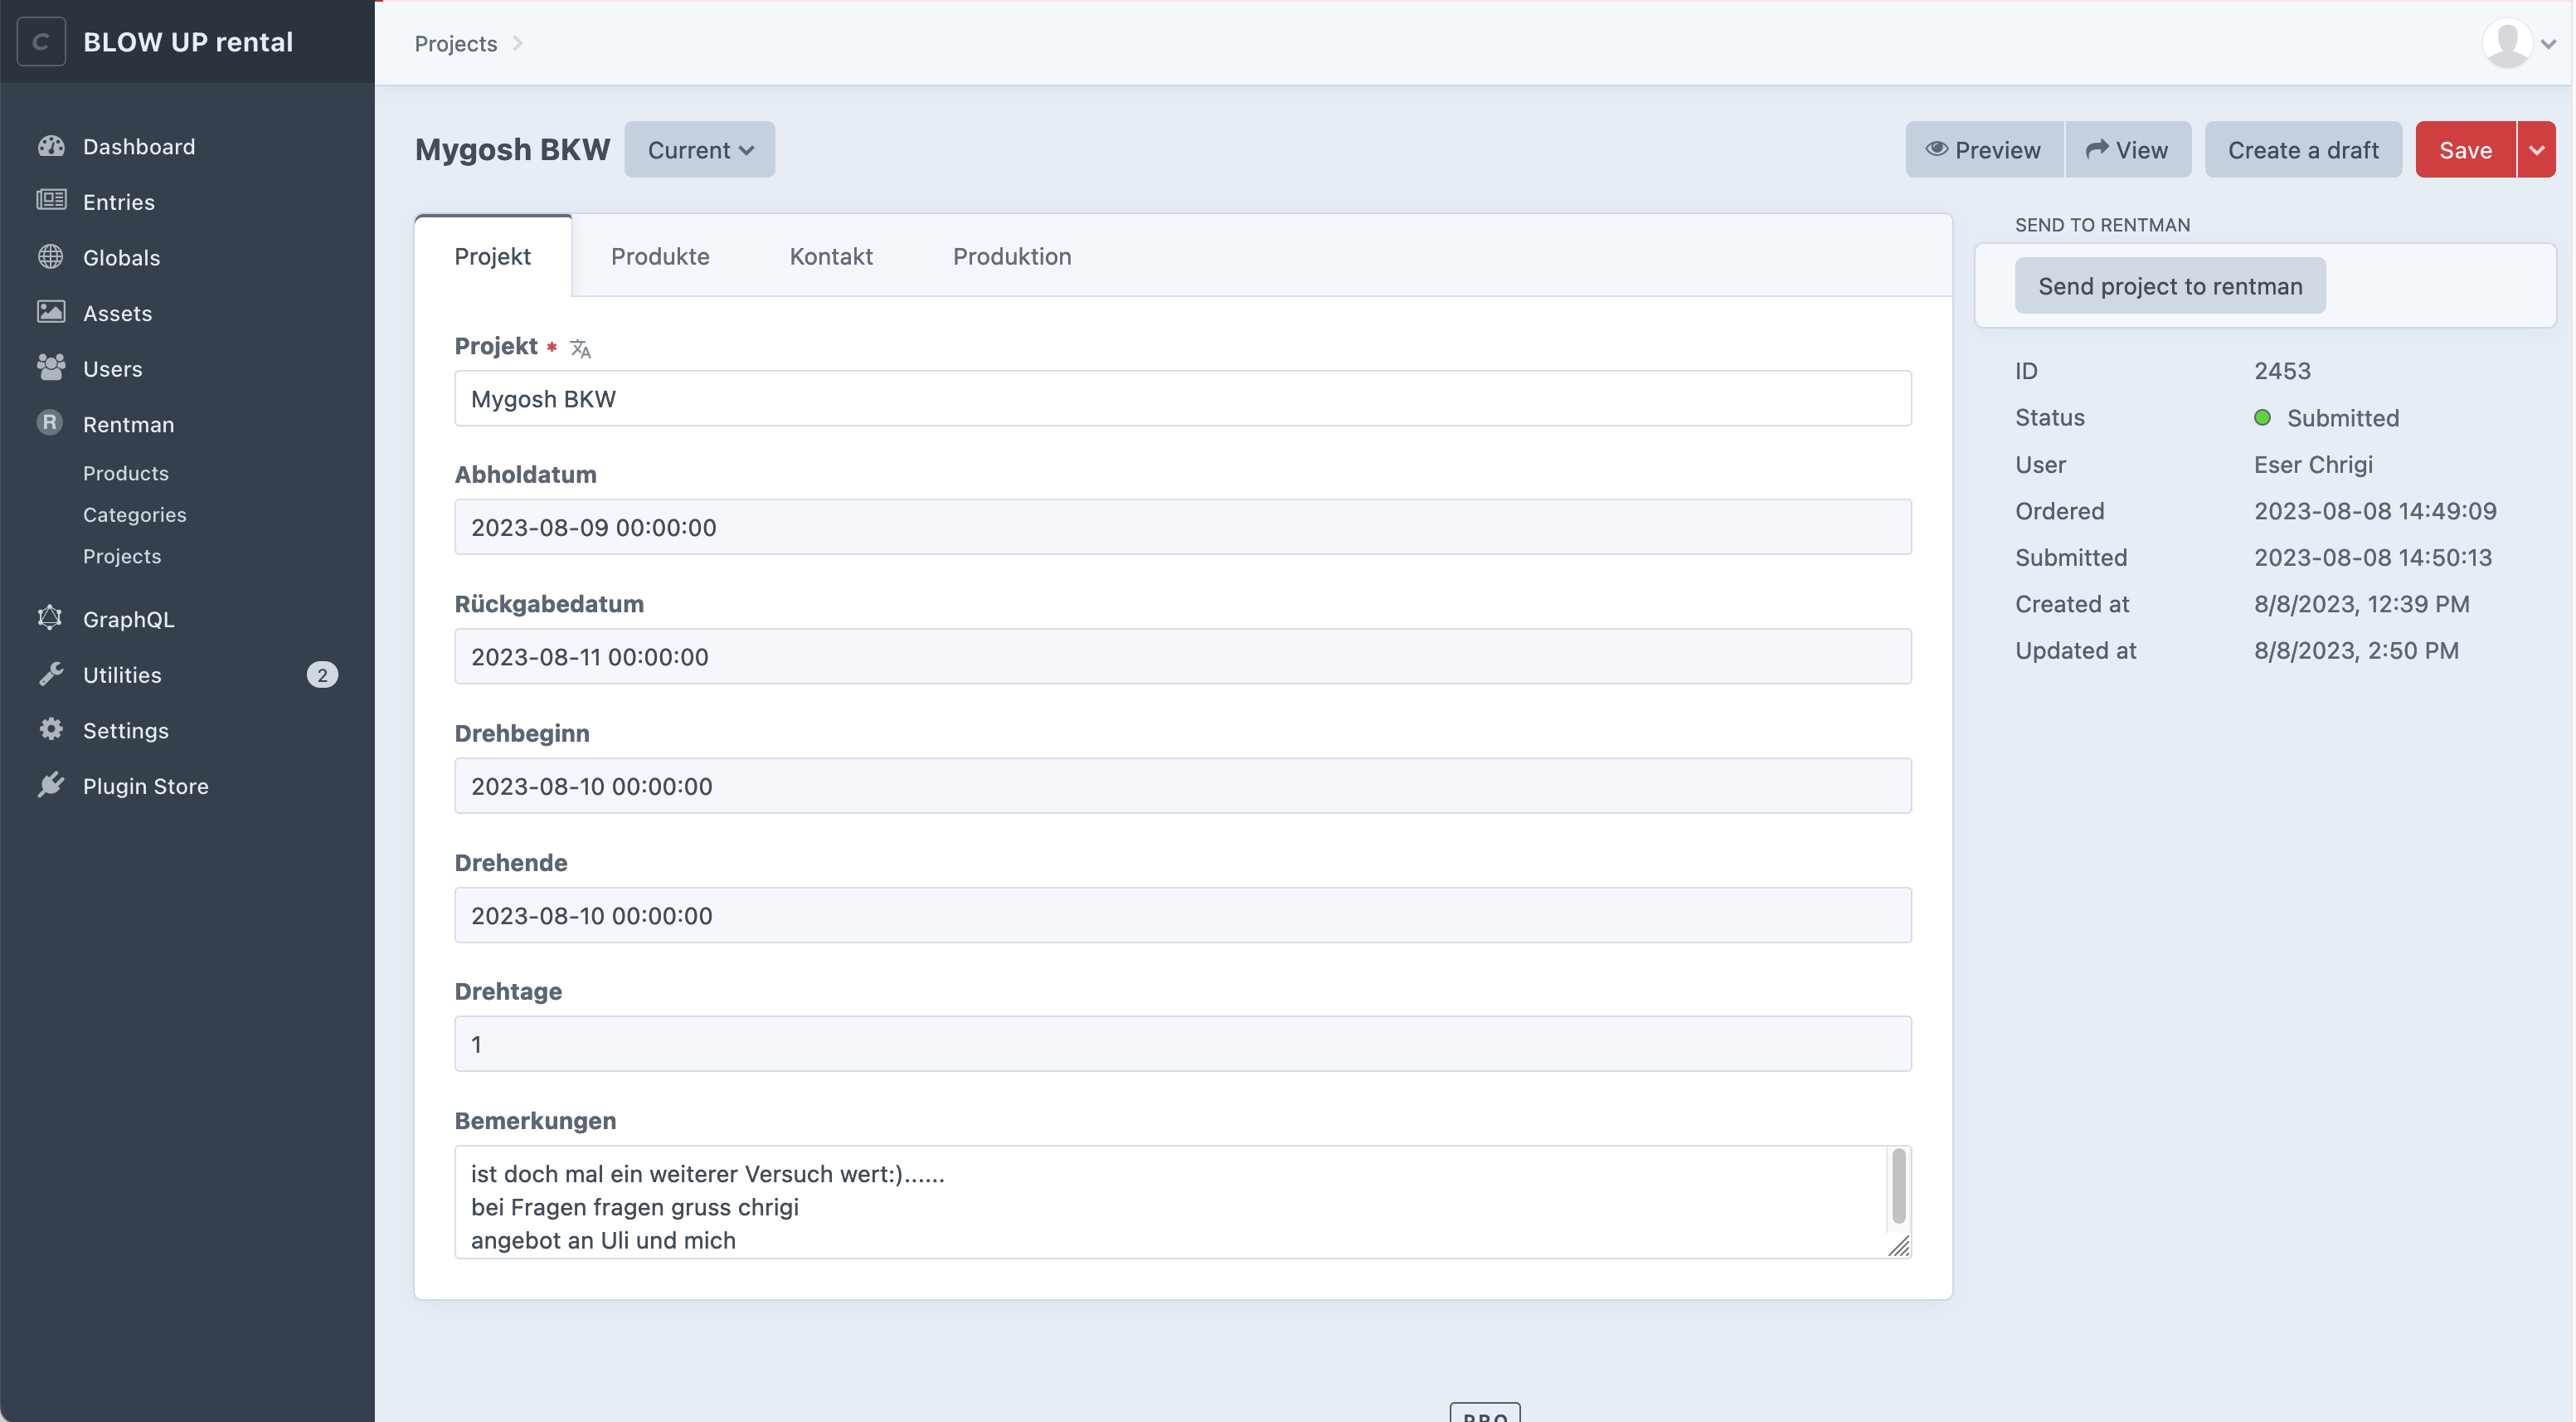 C
BLOW UP rental
Dashboard
Entries
Globals
Assets
Users
R
Rentman
Products
Categories
Projects
GraphQL
Utilities
2
Settings
Plugin Store
Projects
Mygosh BKW
Current
Preview
View
Create a draft
Save
Projekt
Produkte
Kontakt
Produktion
Projekt *
Mygosh BKW
Abholdatum
2023-08-09 00:00:00
Rückgabedatum
2023-08-11 00:00:00
Drehbeginn
2023-08-10 00:00:00
Drehende
2023-08-10 00:00:00
Drehtage
1
Bemerkungen
ist doch mal ein weiterer Versuch wert:)......
bei Fragen fragen gruss chrigi
angebot an Uli und mich
SEND TO RENTMAN
Send project to rentman
ID 2453
Status Submitted
User Eser Chrigi
Ordered 2023-08-08 14:49:09
Submitted 2023-08-08 14:50:13
Created at 8/8/2023, 12:39 PM
Updated at 8/8/2023, 2:50 PM
PRO